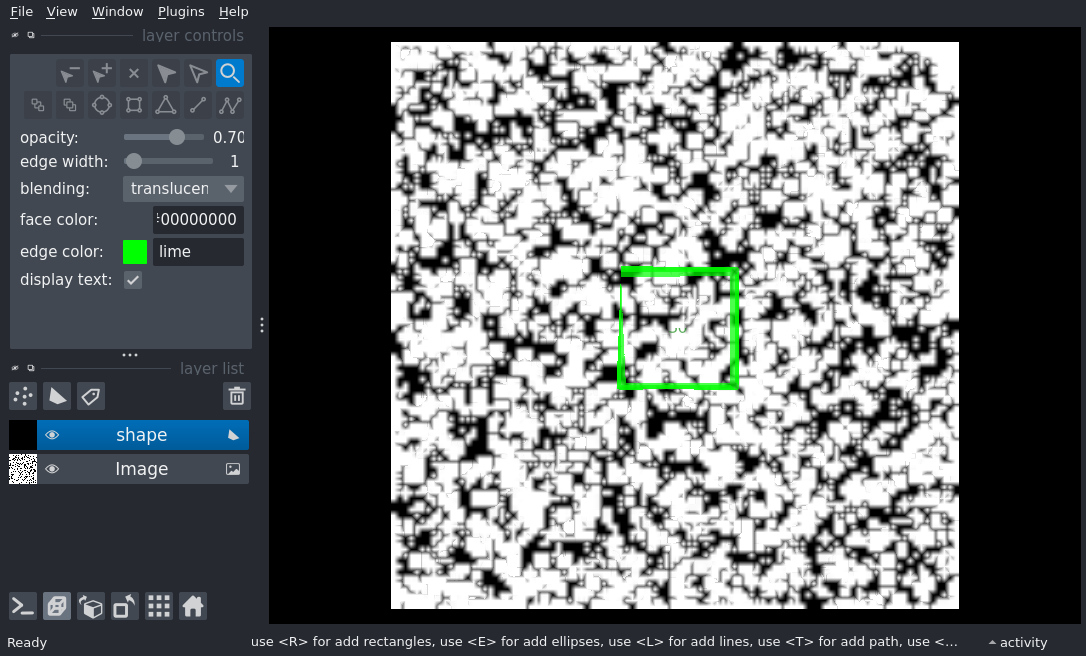 File View Window Plugins Help
layer controls
opacity: 0.70
edge width: 1
blending: translucen
face color: 00000000
edge color: lime
display text:
layer list
shape
Image
Ready use <R> for add rectangles, use <E> for add ellipses, use <L> for add lines, use <T> for add path, use <... activity